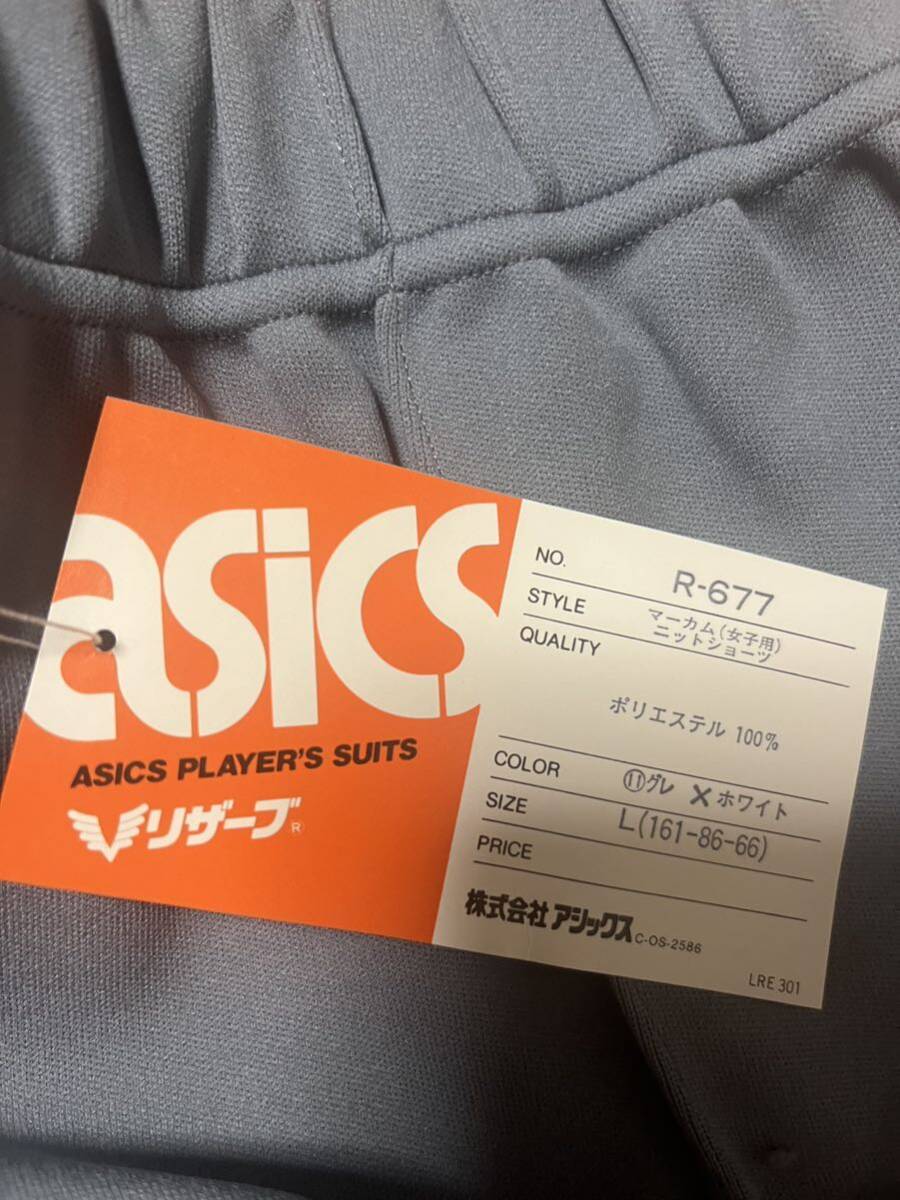 asics
ASICS PLAYER'S SUITS
リザーブ®
NO. R-677
STYLE マーカム(女子用)
ニットショーツ
QUALITY
ポリエステル 100%
COLOR ⑪グレ × ホワイト
SIZE L(161-86-66)
PRICE
株式会社 アシックス C-OS-2586
LRE 301